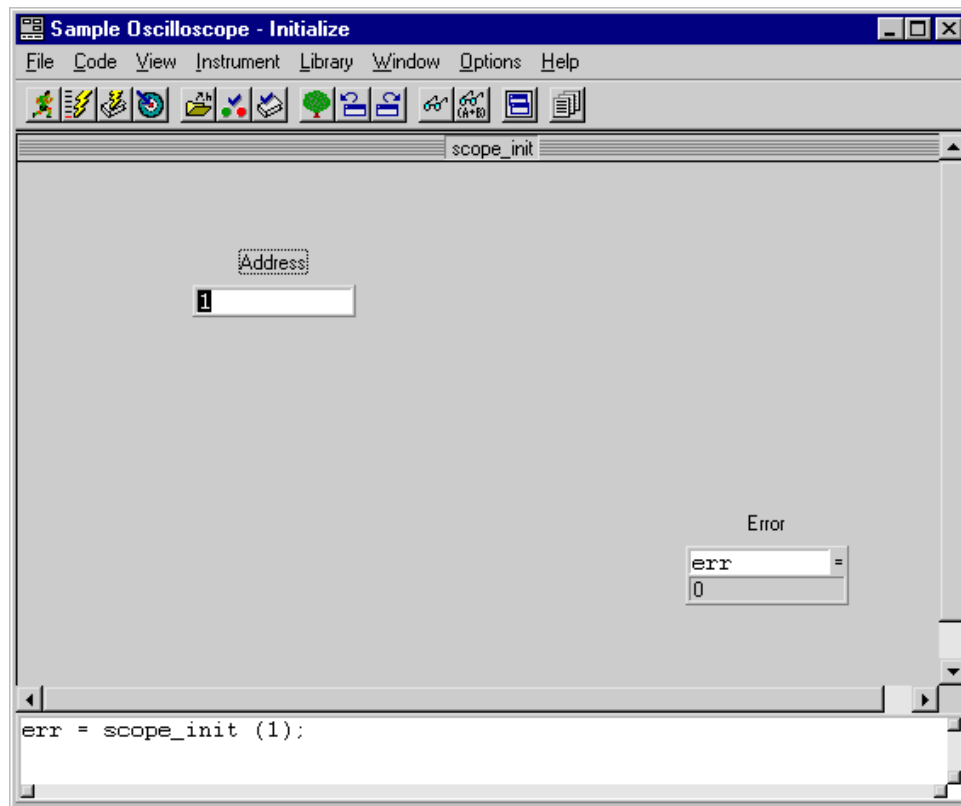 Sample Oscilloscope - Initialize
File Code View Instrument Library Window Options Help
scope_init
Address
1
Error
err =
0
err = scope_init (1);